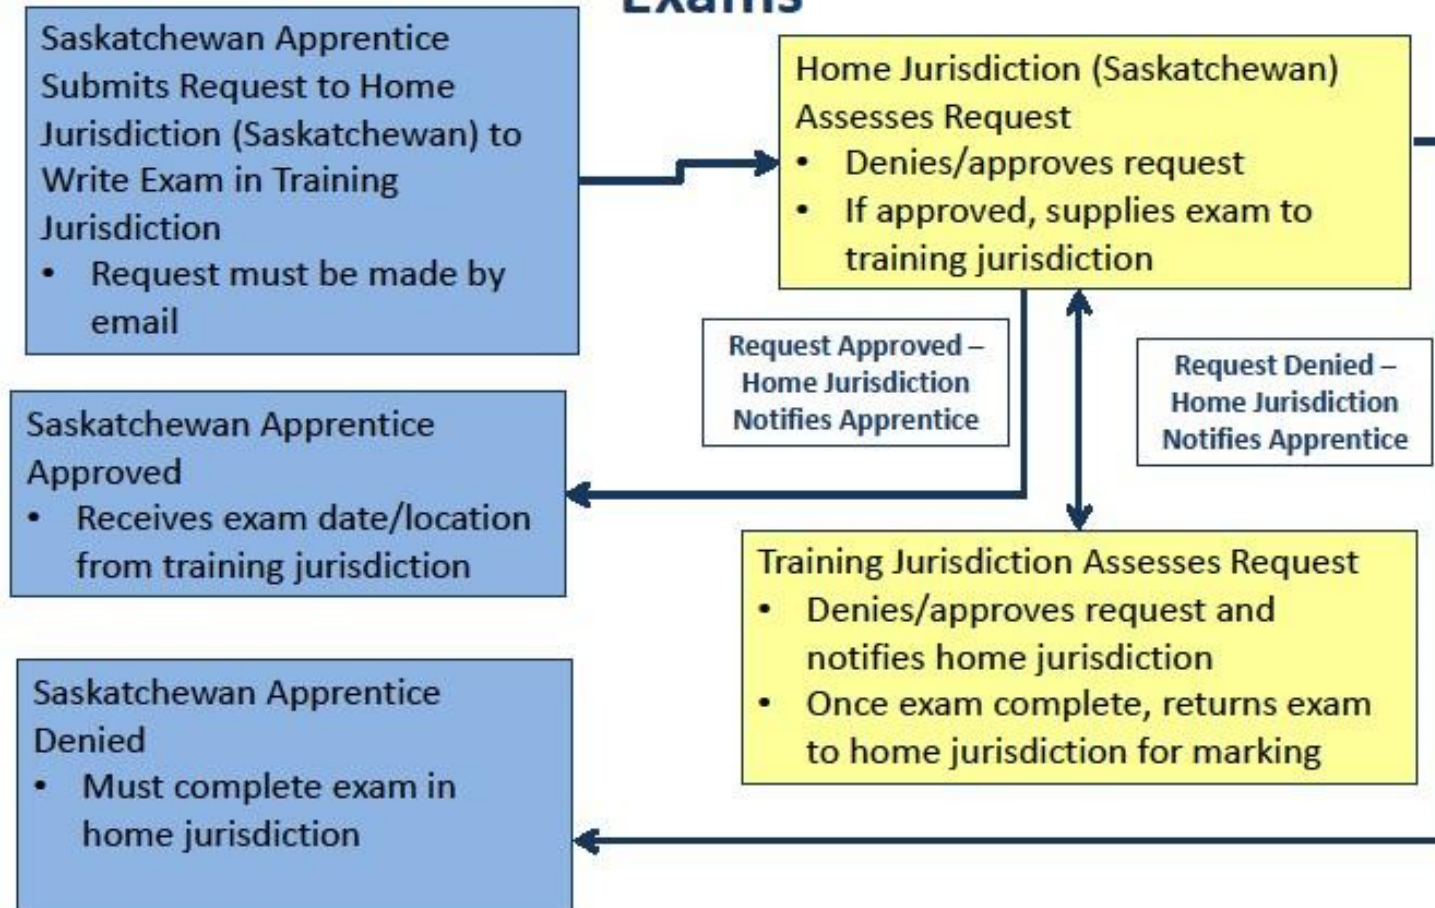 Exams
Saskatchewan Apprentice
Submits Request to Home
Jurisdiction (Saskatchewan) to
Write Exam in Training
Jurisdiction
• Request must be made by
email
Home Jurisdiction (Saskatchewan)
Assesses Request
• Denies/approves request
• If approved, supplies exam to
training jurisdiction
Request Approved –
Home Jurisdiction
Notifies Apprentice
Request Denied –
Home Jurisdiction
Notifies Apprentice
Saskatchewan Apprentice
Approved
• Receives exam date/location
from training jurisdiction
Training Jurisdiction Assesses Request
• Denies/approves request and
notifies home jurisdiction
• Once exam complete, returns exam
to home jurisdiction for marking
Saskatchewan Apprentice
Denied
• Must complete exam in
home jurisdiction